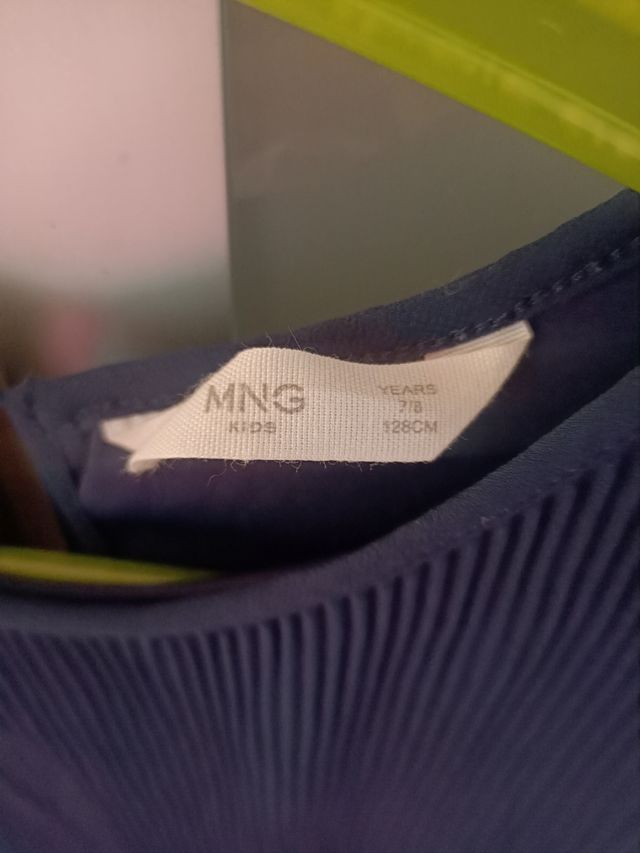 MNG
KIDS
YEARS
7/8
128CM